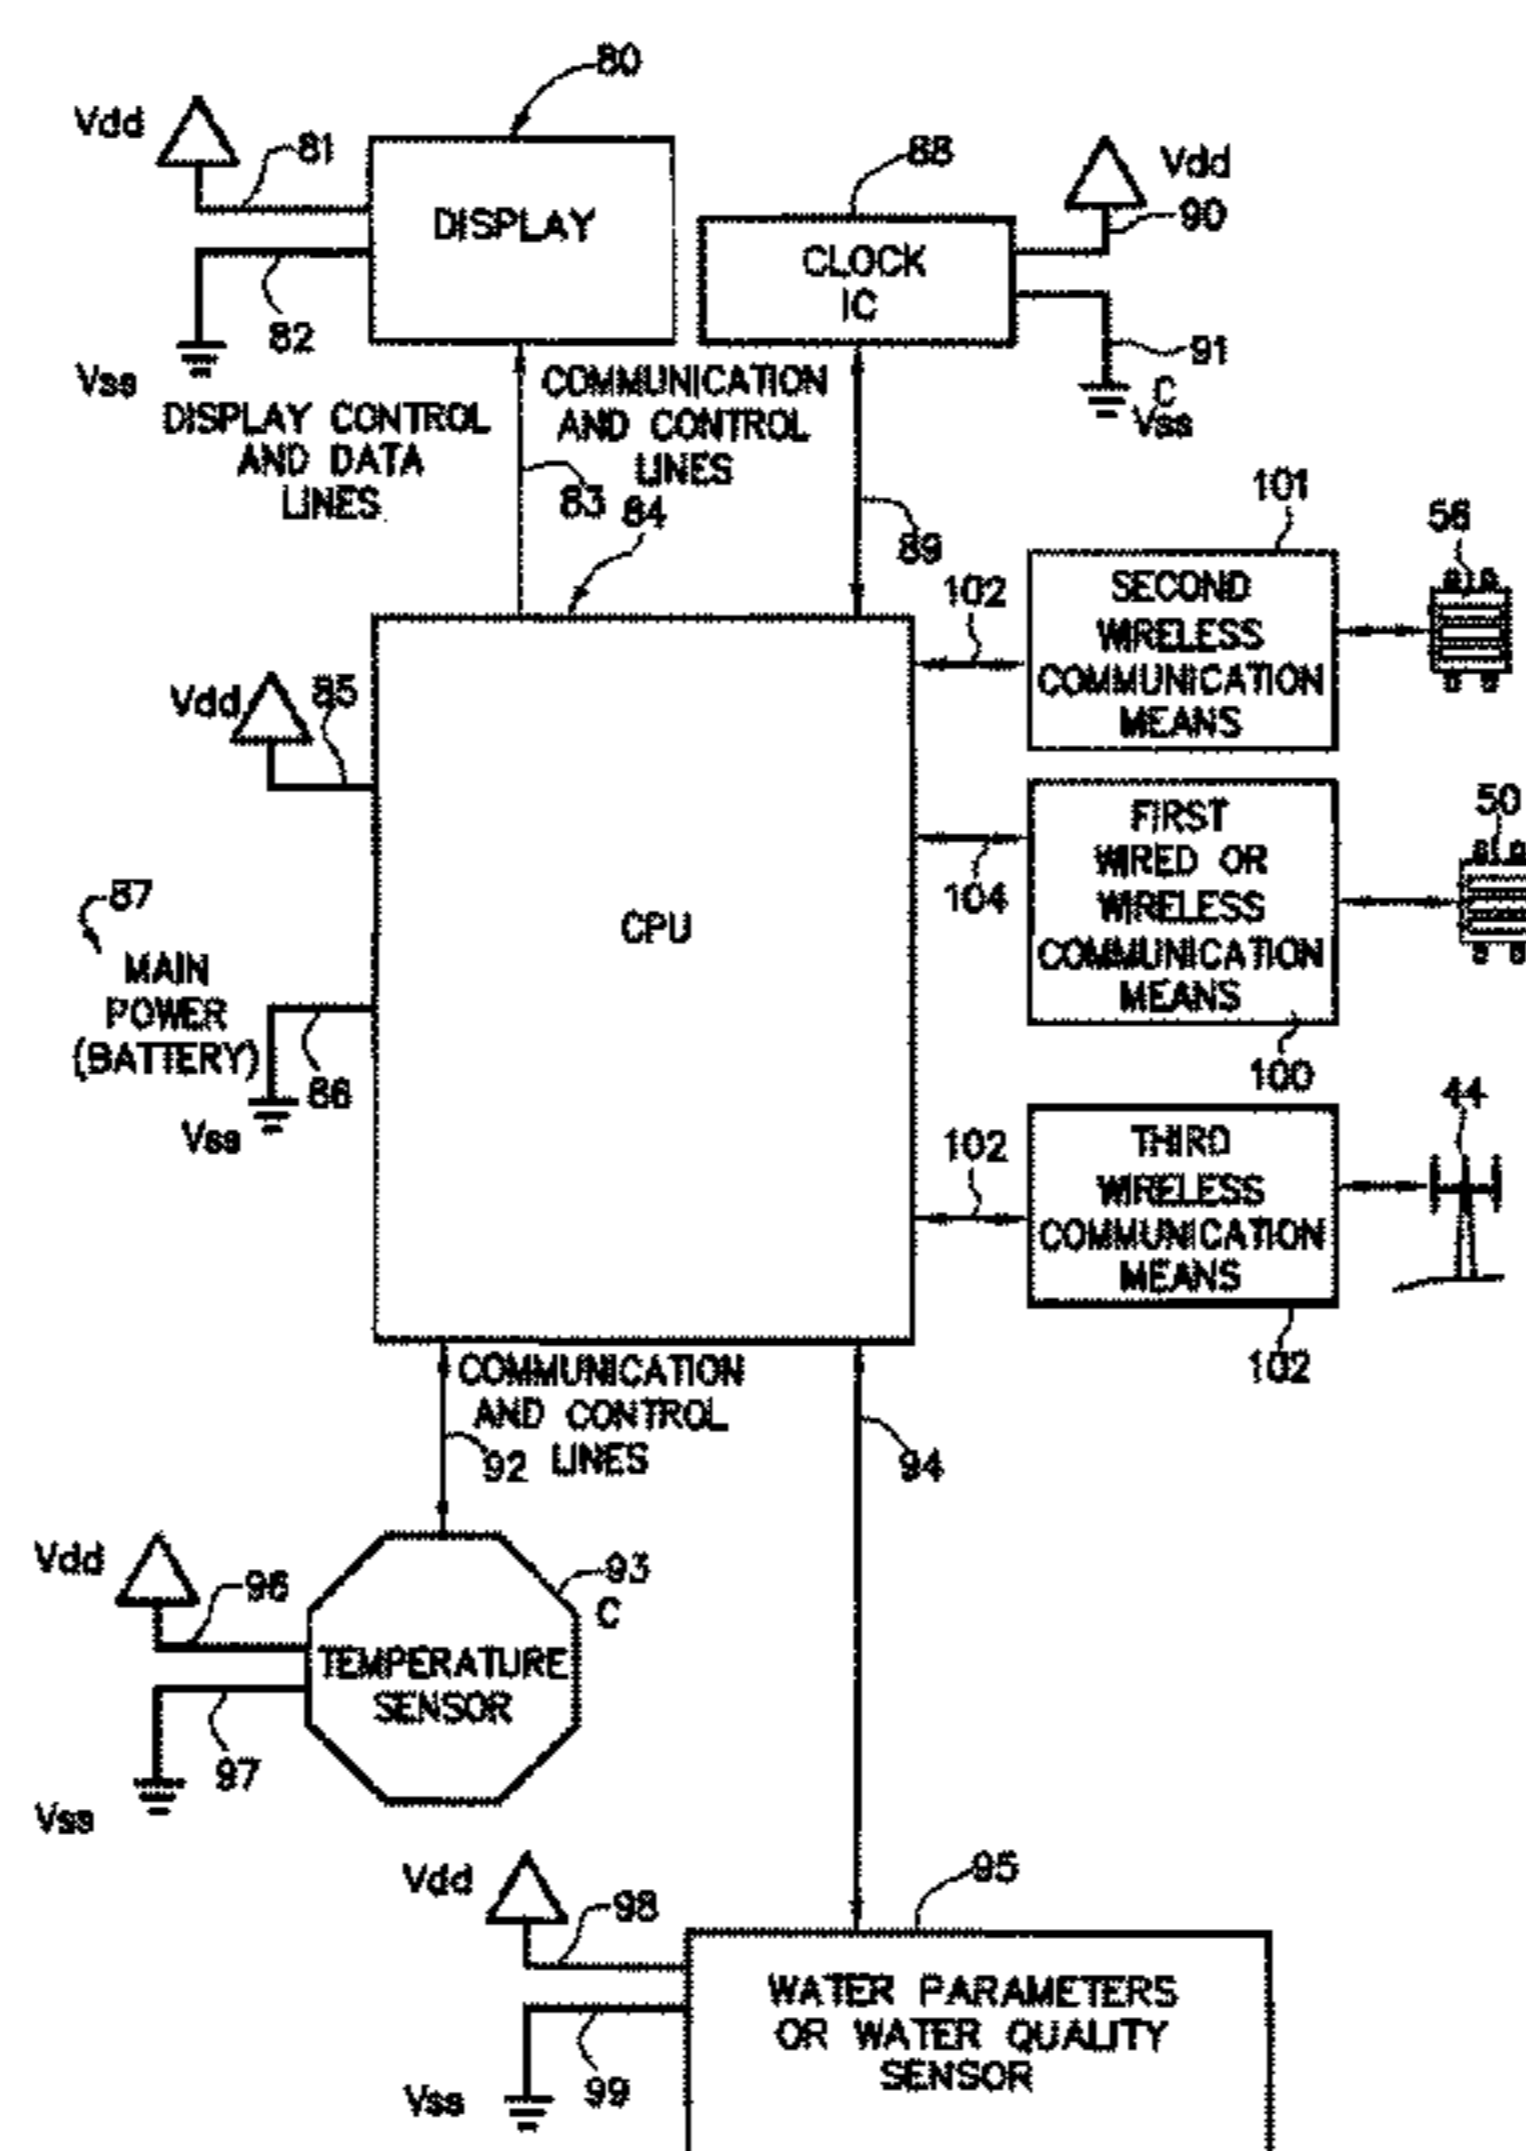 80
Vdd
81
DISPLAY
88
Vdd
90
CLOCK
IC
82
Vss
91
C
Vss
DISPLAY CONTROL
AND DATA
LINES
COMMUNICATION
AND CONTROL
LINES
83
84
89
101
56
102
SECOND
WIRELESS
COMMUNICATION
MEANS
Vdd
85
50
FIRST
WIRED OR
WIRELESS
COMMUNICATION
MEANS
104
87
CPU
MAIN
POWER
(BATTERY)
86
Vss
100
44
102
THIRD
WIRELESS
COMMUNICATION
MEANS
102
COMMUNICATION
AND CONTROL
LINES
92
94
Vdd
96
93
C
TEMPERATURE
SENSOR
97
Vss
Vdd
98
95
WATER PARAMETERS
OR WATER QUALITY
SENSOR
99
Vss